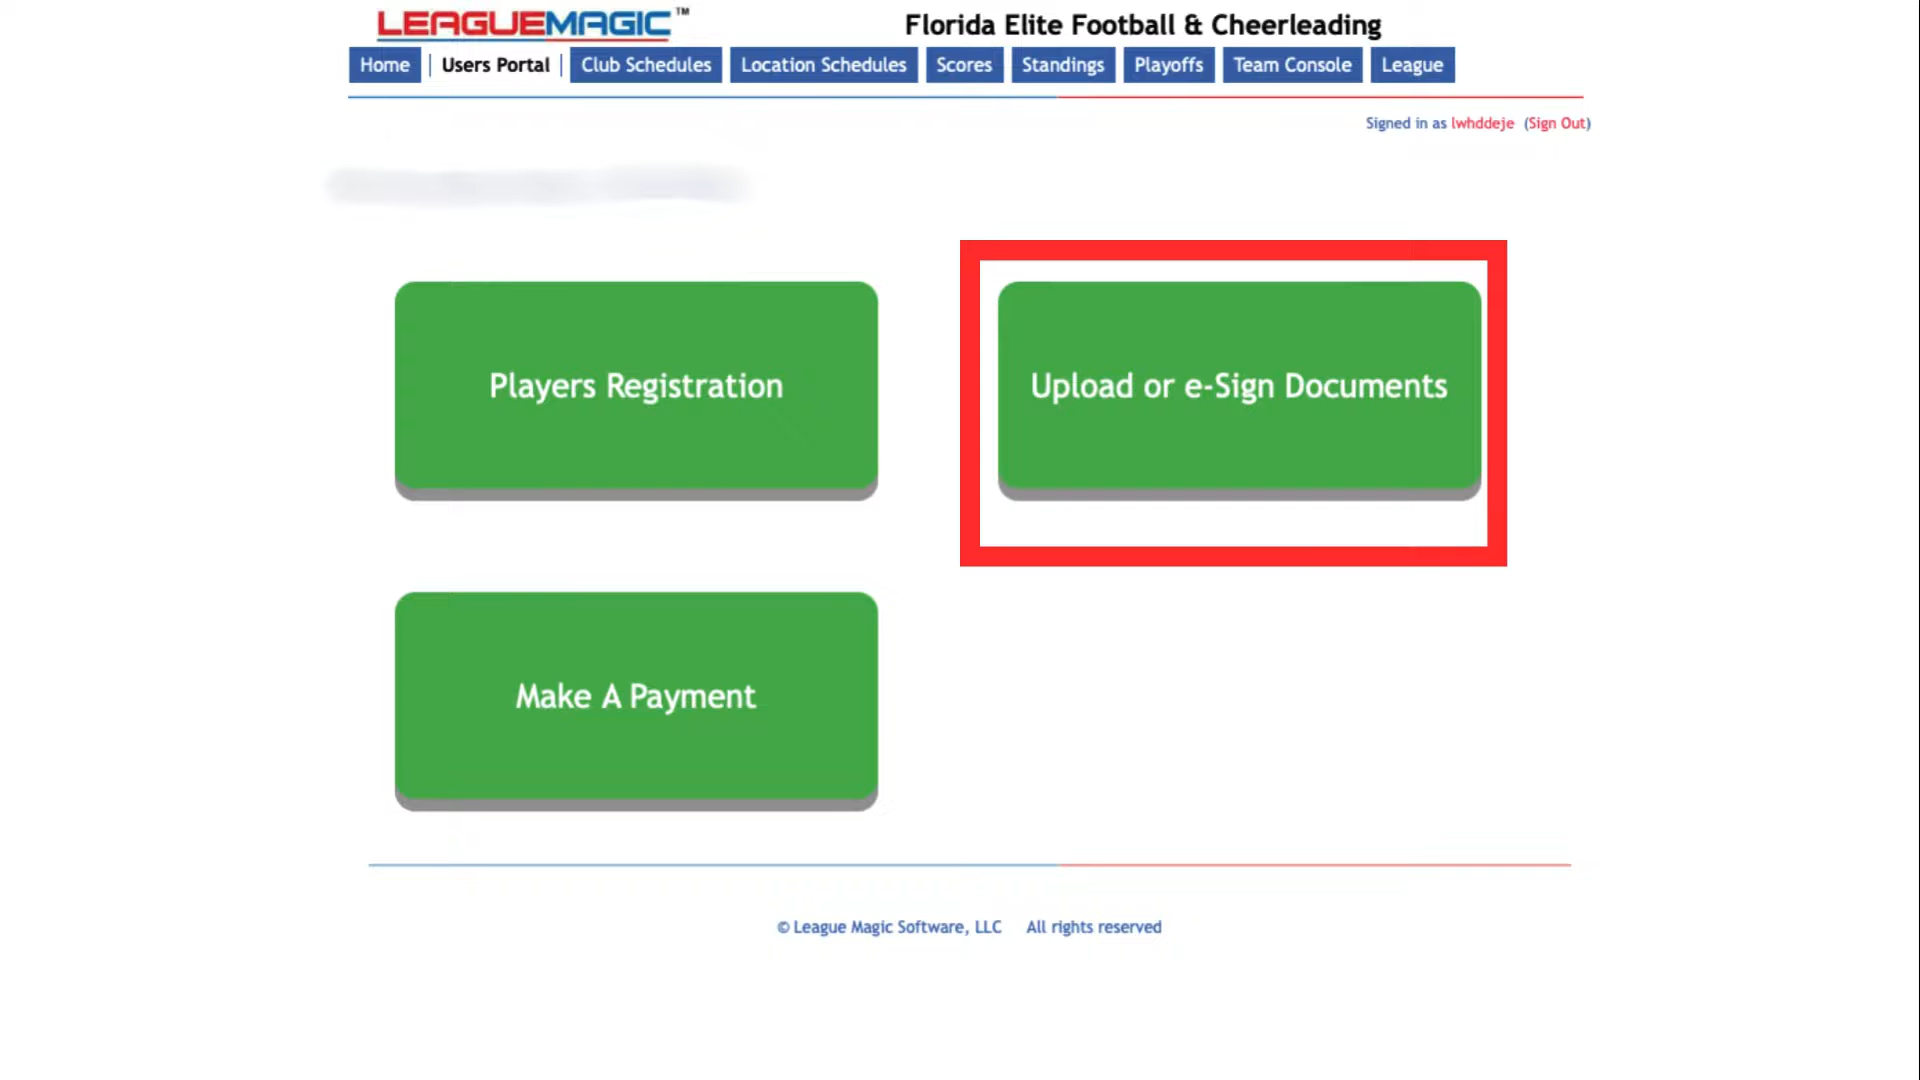 LEAGUEMAGIC™
Florida Elite Football & Cheerleading
Home
Users Portal
Club Schedules
Location Schedules
Scores
Standings
Playoffs
Team Console
League
Signed in as lwhddeje (Sign Out)
Players Registration
Upload or e-Sign Documents
Make A Payment
© League Magic Software, LLC All rights reserved